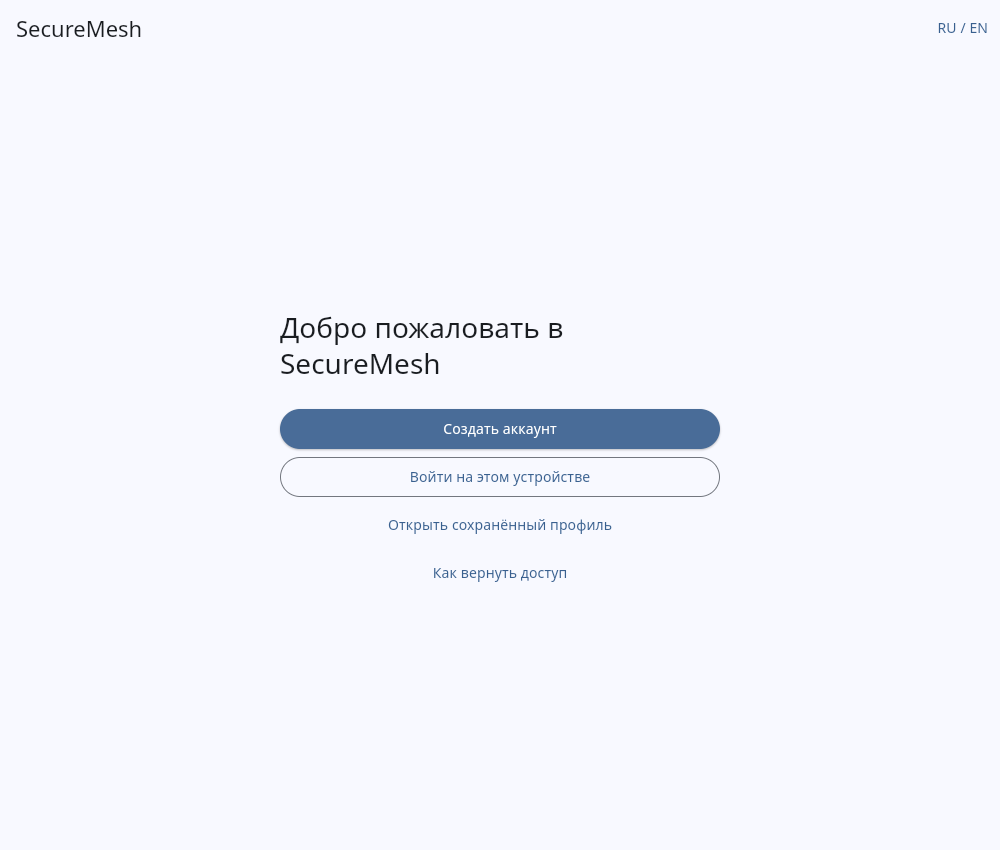 SecureMesh
RU / EN
Добро пожаловать в
SecureMesh
Создать аккаунт
Войти на этом устройстве
Открыть сохранённый профиль
Как вернуть доступ